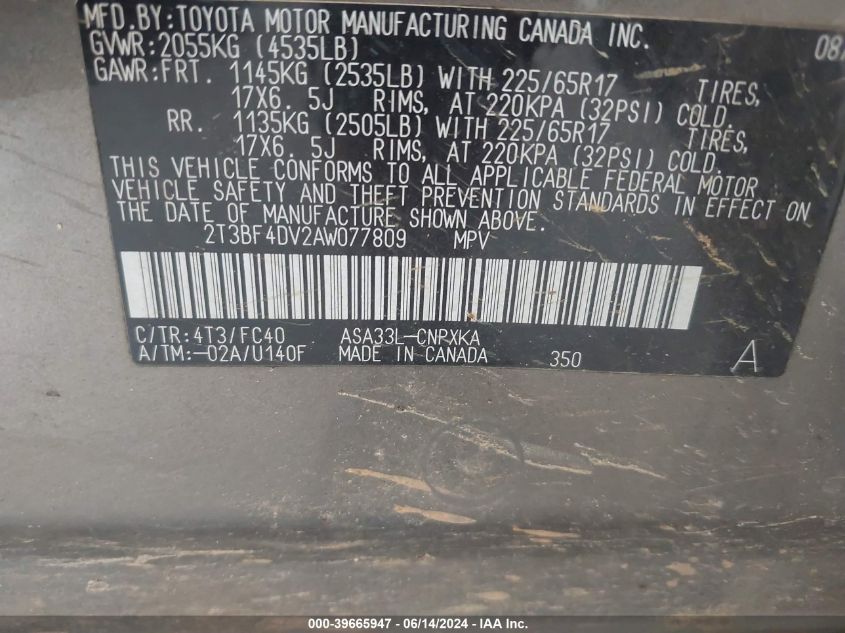 MFD.BY:TOYOTA MOTOR MANUFACTURING CANADA INC.
GVWR:2055KG (4535LB) 08/
GAWR:FRT. 1145KG (2535LB) WITH 225/65R17 TIRES,
17X6.5J RIMS, AT 220KPA (32PSI) COLD.
RR. 1135KG (2505LB) WITH 225/65R17 TIRES,
17X6.5J RIMS, AT 220KPA (32PSI) COLD.
THIS VEHICLE CONFORMS TO ALL APPLICABLE FEDERAL MOTOR
VEHICLE SAFETY AND THEFT PREVENTION STANDARDS IN EFFECT ON
THE DATE OF MANUFACTURE SHOWN ABOVE.
2T3BF4DV2AW077809 MPV
C/TR:4T3/FC40 ASA33L-CNPXKA
A/TM:-02A/U140F MADE IN CANADA 350 A
000-39665947 / 06/14/2024 - IAA Inc.